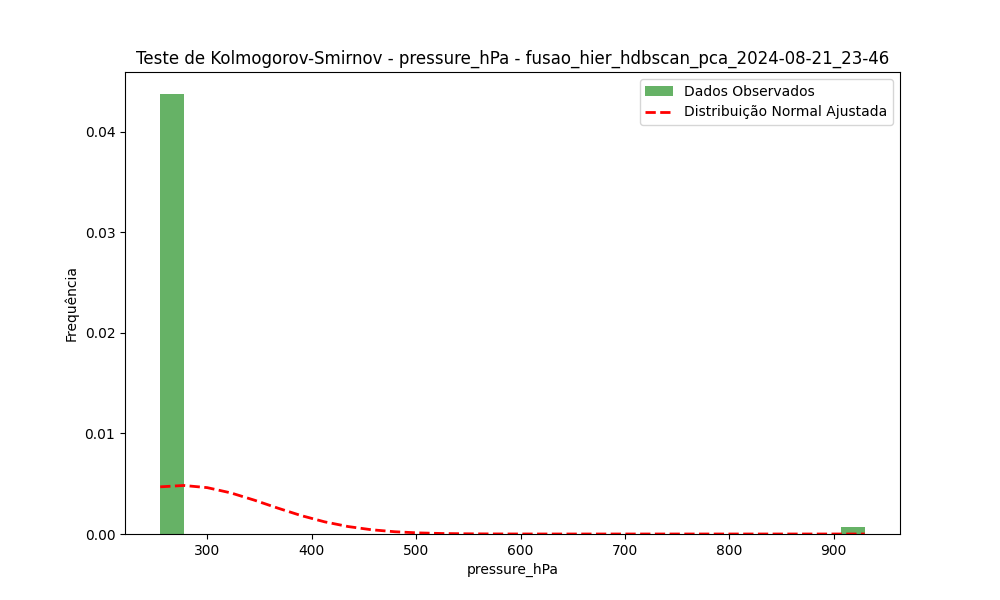 Teste de Kolmogorov-Smirnov - pressure_hPa - fusao_hier_hdbscan_pca_2024-08-21_23-46
Dados Observados
Distribuição Normal Ajustada
Frequência
0.04
0.03
0.02
0.01
0.00
300 400 500 600 700 800 900
pressure_hPa